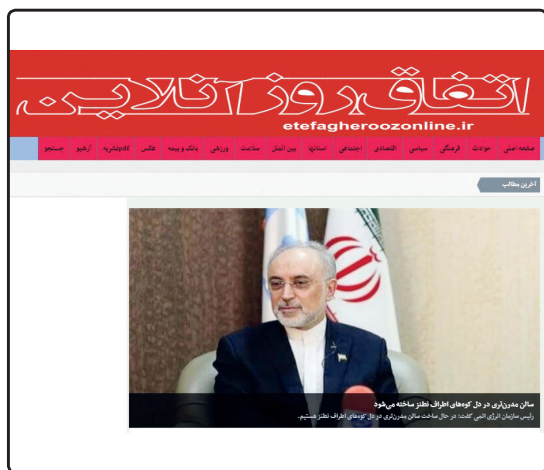 اتفاق روز آنلاین
etefagheroozonline.ir
صفحه اصلی حوادث فرهنگی سیاسی اقتصادی اجتماعی استانها بین الملل سلامت ورزشی بانک و بیمه عکس pdfنشریه آرشیو جستجو
آخرین مطالب
سالن مدرن‌تری در دل کوه‌های اطراف نطنز ساخته می‌شود
رئیس سازمان انرژی اتمی گفت: در حال ساخت سالن مدرن‌تری در دل کوه‌های اطراف نطنز هستیم.